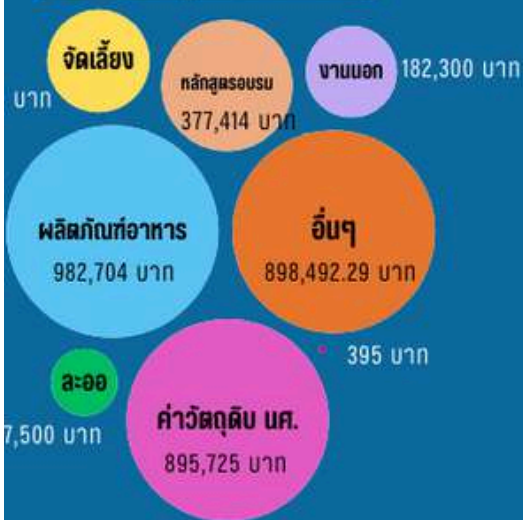 จัดเลี้ยง
บาท
หลักสูตรอบรม
377,414 บาท
งานนอก
182,300 บาท
ผลิตภัณฑ์อาหาร
982,704 บาท
อื่นๆ
898,492.29 บาท
395 บาท
ละออ
7,500 บาท
ค่าวัตถุดิบ นศ.
895,725 บาท